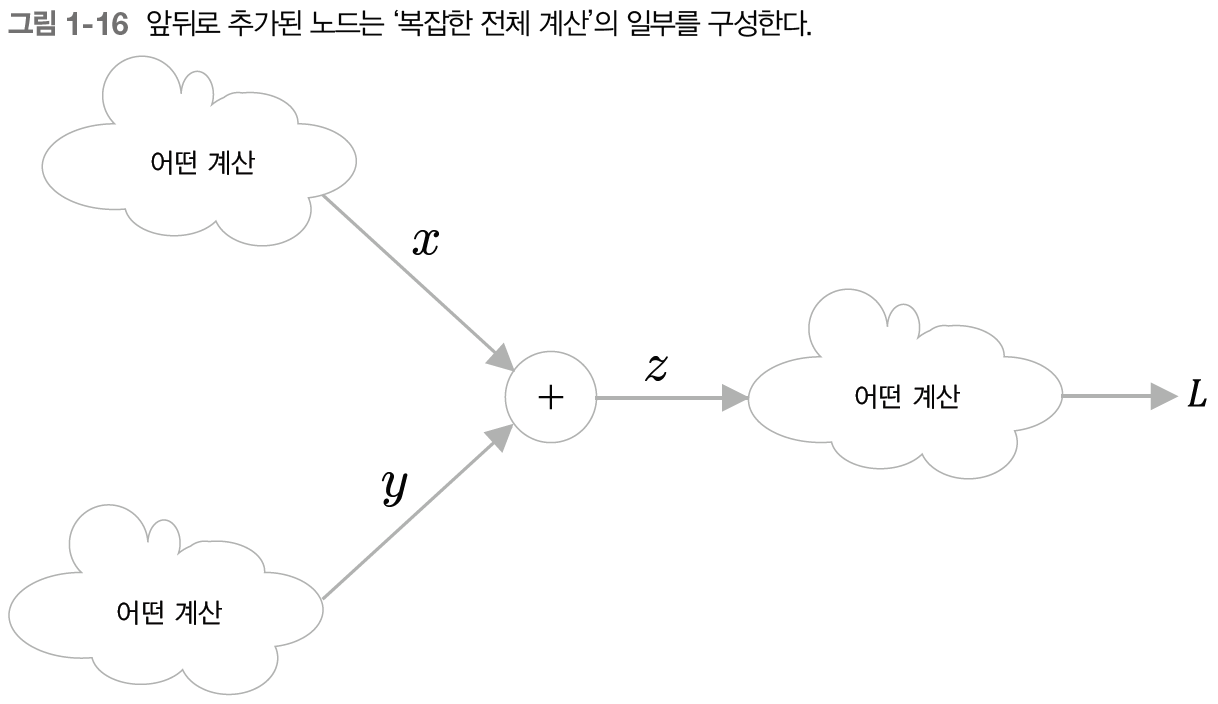 그림 1-16 앞뒤로 추가된 노드는 ‘복잡한 전체 계산’의 일부를 구성한다.
어떤 계산
x
+
z
어떤 계산
L
y
어떤 계산